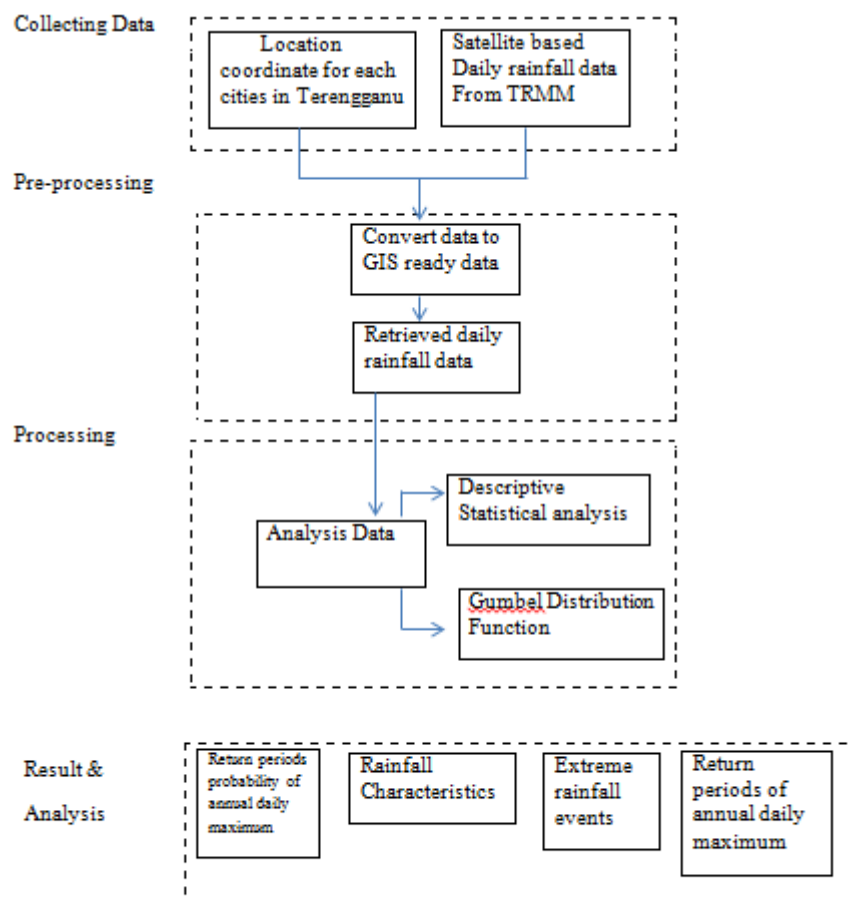 Collecting Data
Location
coordinate for each
cities in Terengganu
Satellite based
Daily rainfall data
From TRMM
Pre-processing
Convert data to
GIS ready data
Retrieved daily
rainfall data
Processing
Descriptive
Statistical analysis
Analysis Data
Gumbel Distribution
Function
Result &
Analysis
Return periods
probability of
annual daily
maximum
Rainfall
Characteristics
Extreme
rainfall
events
Return
periods of
annual daily
maximum